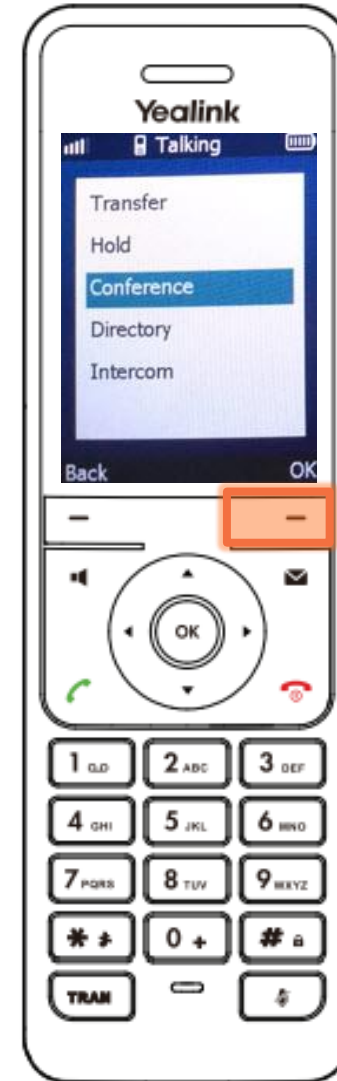 Yealink
Talking
Transfer
Hold
Conference
Directory
Intercom
Back OK
OK
1 2 ABC 3 DEF
4 GHI 5 JKL 6 MNO
7 PQRS 8 TUV 9 WXYZ
* 0 + #
TRAN